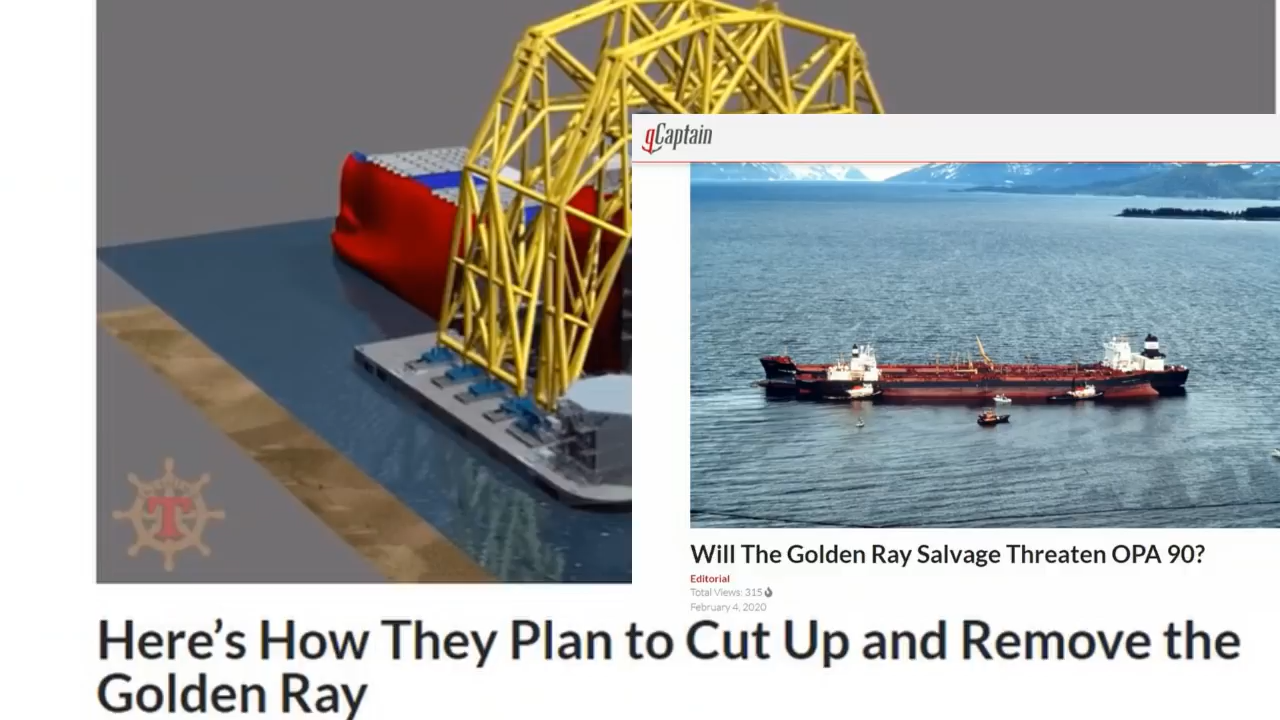 gCaptain
T
Will The Golden Ray Salvage Threaten OPA 90?
Editorial
Total Views: 315
February 4, 2020
Here's How They Plan to Cut Up and Remove the
Golden Ray